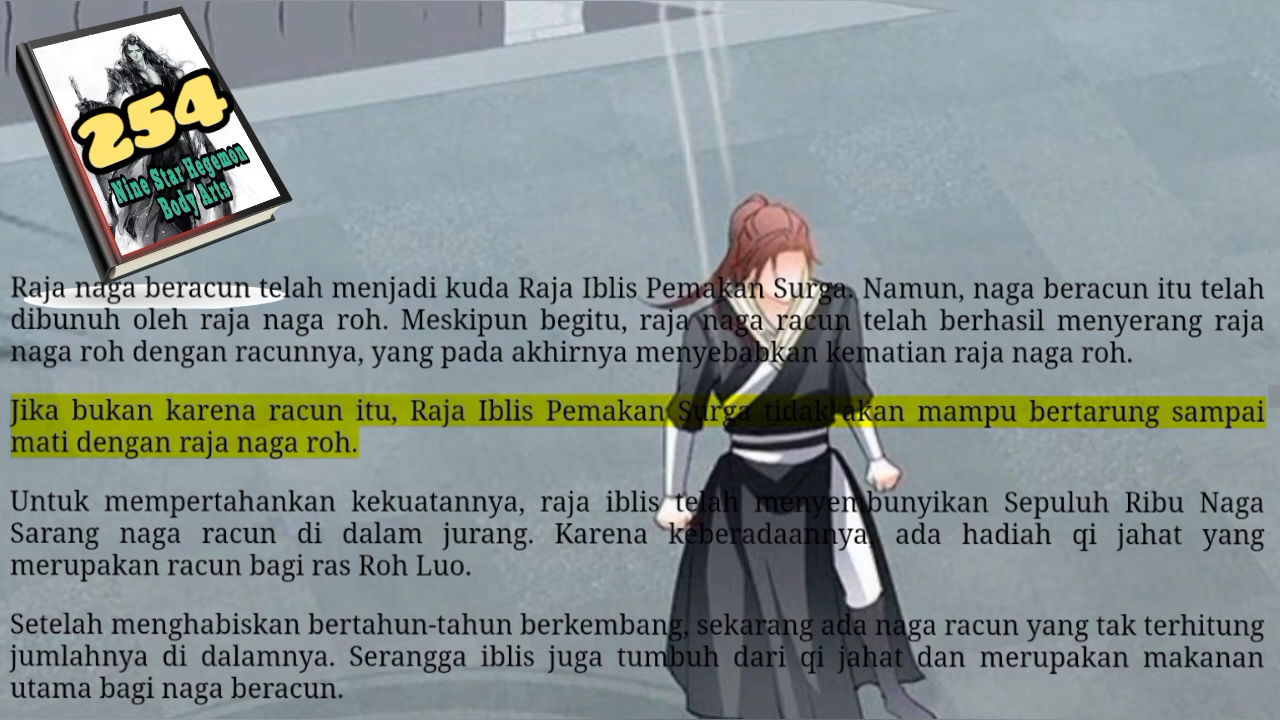 254
Nine Star Hegemon
Body Arts
Raja naga beracun telah menjadi kuda Raja Iblis Pemakan Surga. Namun, naga beracun itu telah
dibunuh oleh raja naga roh. Meskipun begitu, raja naga racun telah berhasil menyerang raja
naga roh dengan racunnya, yang pada akhirnya menyebabkan kematian raja naga roh.
Jika bukan karena racun itu, Raja Iblis Pemakan Surga tidak akan mampu bertarung sampai
mati dengan raja naga roh.
Untuk mempertahankan kekuatannya, raja iblis telah menyembunyikan Sepuluh Ribu Naga
Sarang naga racun di dalam jurang. Karena keberadaannya, ada hadiah qi jahat yang
merupakan racun bagi ras Roh Luo.
Setelah menghabiskan bertahun-tahun berkembang, sekarang ada naga racun yang tak terhitung
jumlahnya di dalamnya. Serangga iblis juga tumbuh dari qi jahat dan merupakan makanan
utama bagi naga beracun.